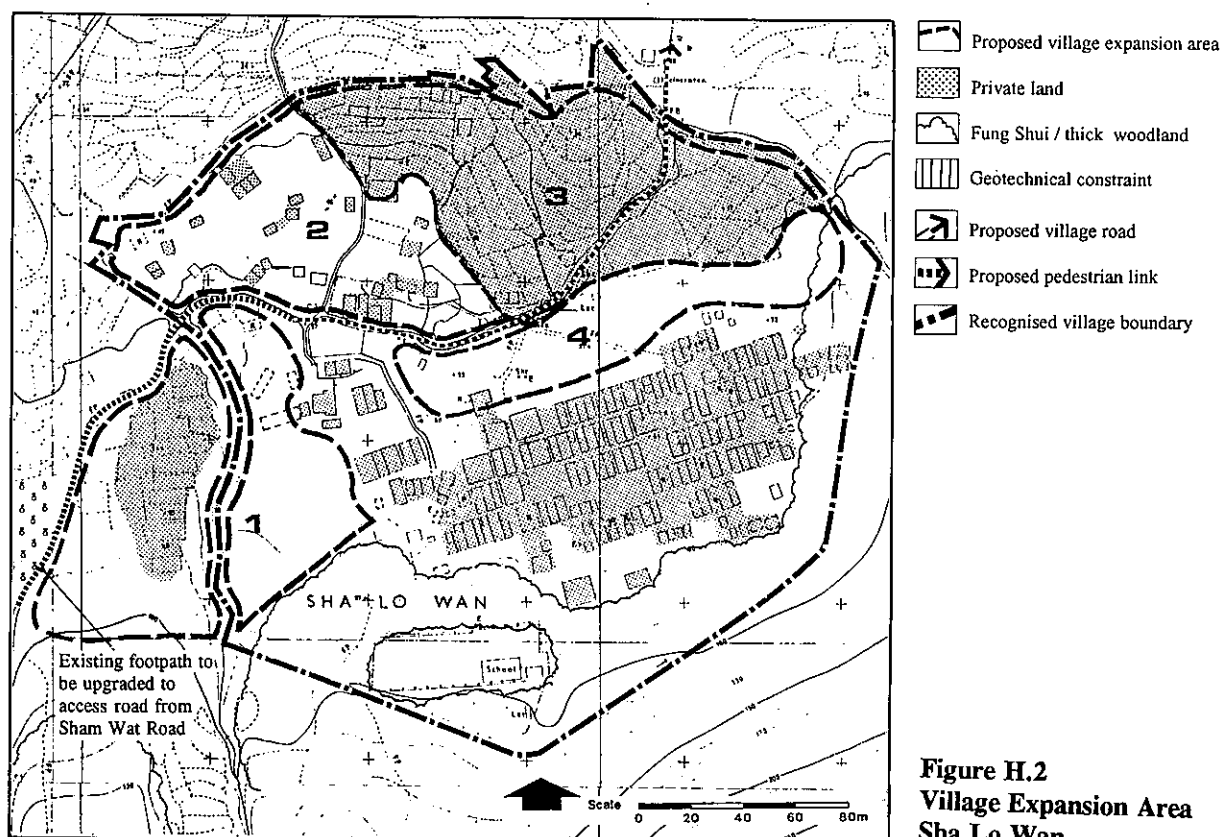 Proposed village expansion area
Private land
Fung Shui / thick woodland
Geotechnical constraint
Proposed village road
Proposed pedestrian link
Recognised village boundary
2
3
4
1
SHA LO WAN
School
Existing footpath to
be upgraded to
access road from
Sham Wat Road
Scale 0 20 40 60 80m
Figure H.2
Village Expansion Area
Sha Lo Wan